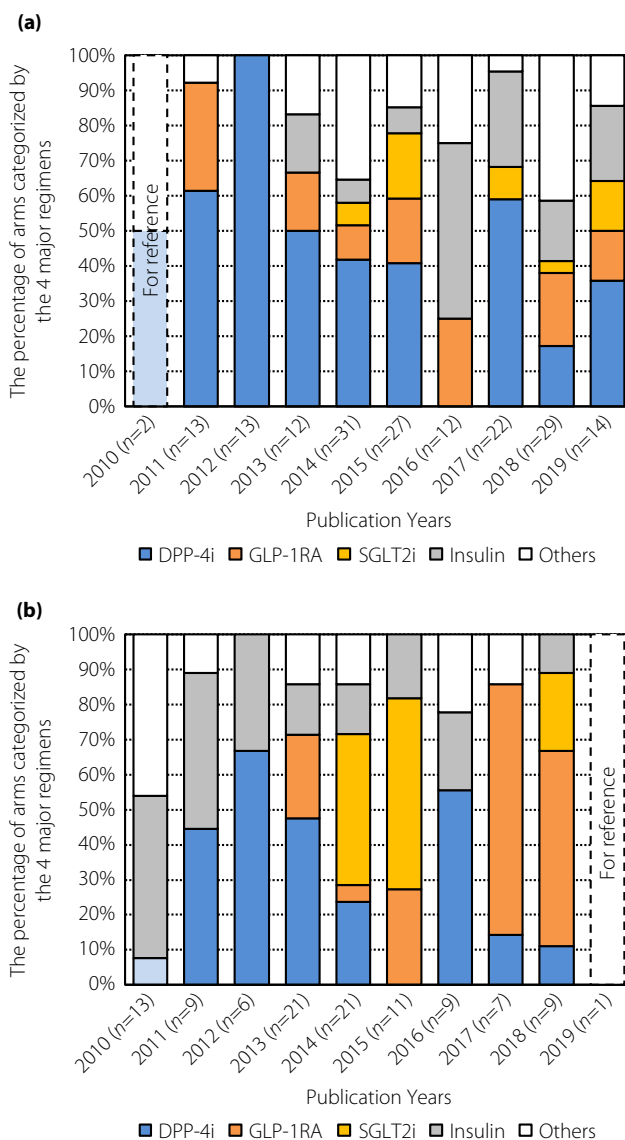 (a)
The percentage of arms categorized by
the 4 major regimens
100%
90%
80%
70%
60%
50%
40%
30%
20%
10%
0%
For reference
2010 (n=2)
2011 (n=13)
2012 (n=13)
2013 (n=12)
2014 (n=31)
2015 (n=27)
2016 (n=12)
2017 (n=22)
2018 (n=29)
2019 (n=14)
Publication Years
DPP-4i GLP-1RA SGLT2i Insulin Others
(b)
The percentage of arms categorized by
the 4 major regimens
100%
90%
80%
70%
60%
50%
40%
30%
20%
10%
0%
For reference
2010 (n=13)
2011 (n=9)
2012 (n=6)
2013 (n=21)
2014 (n=21)
2015 (n=11)
2016 (n=9)
2017 (n=7)
2018 (n=9)
2019 (n=1)
Publication Years
DPP-4i GLP-1RA SGLT2i Insulin Others